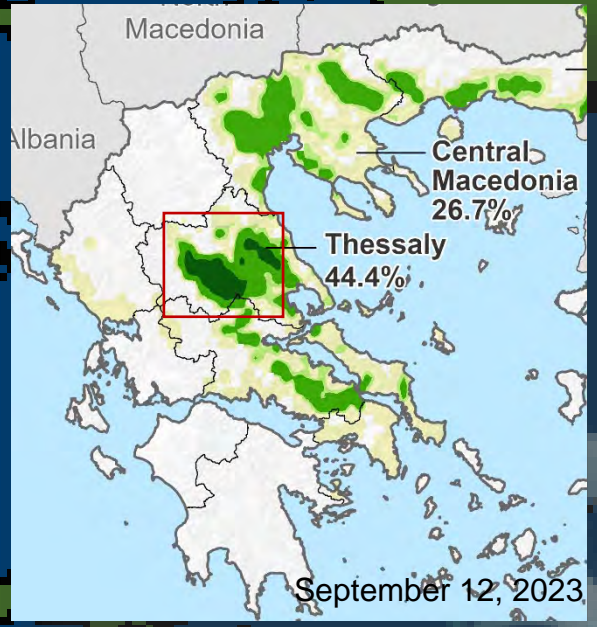 Macedonia
Albania
Central
Macedonia
26.7%
Thessaly
44.4%
September 12, 2023